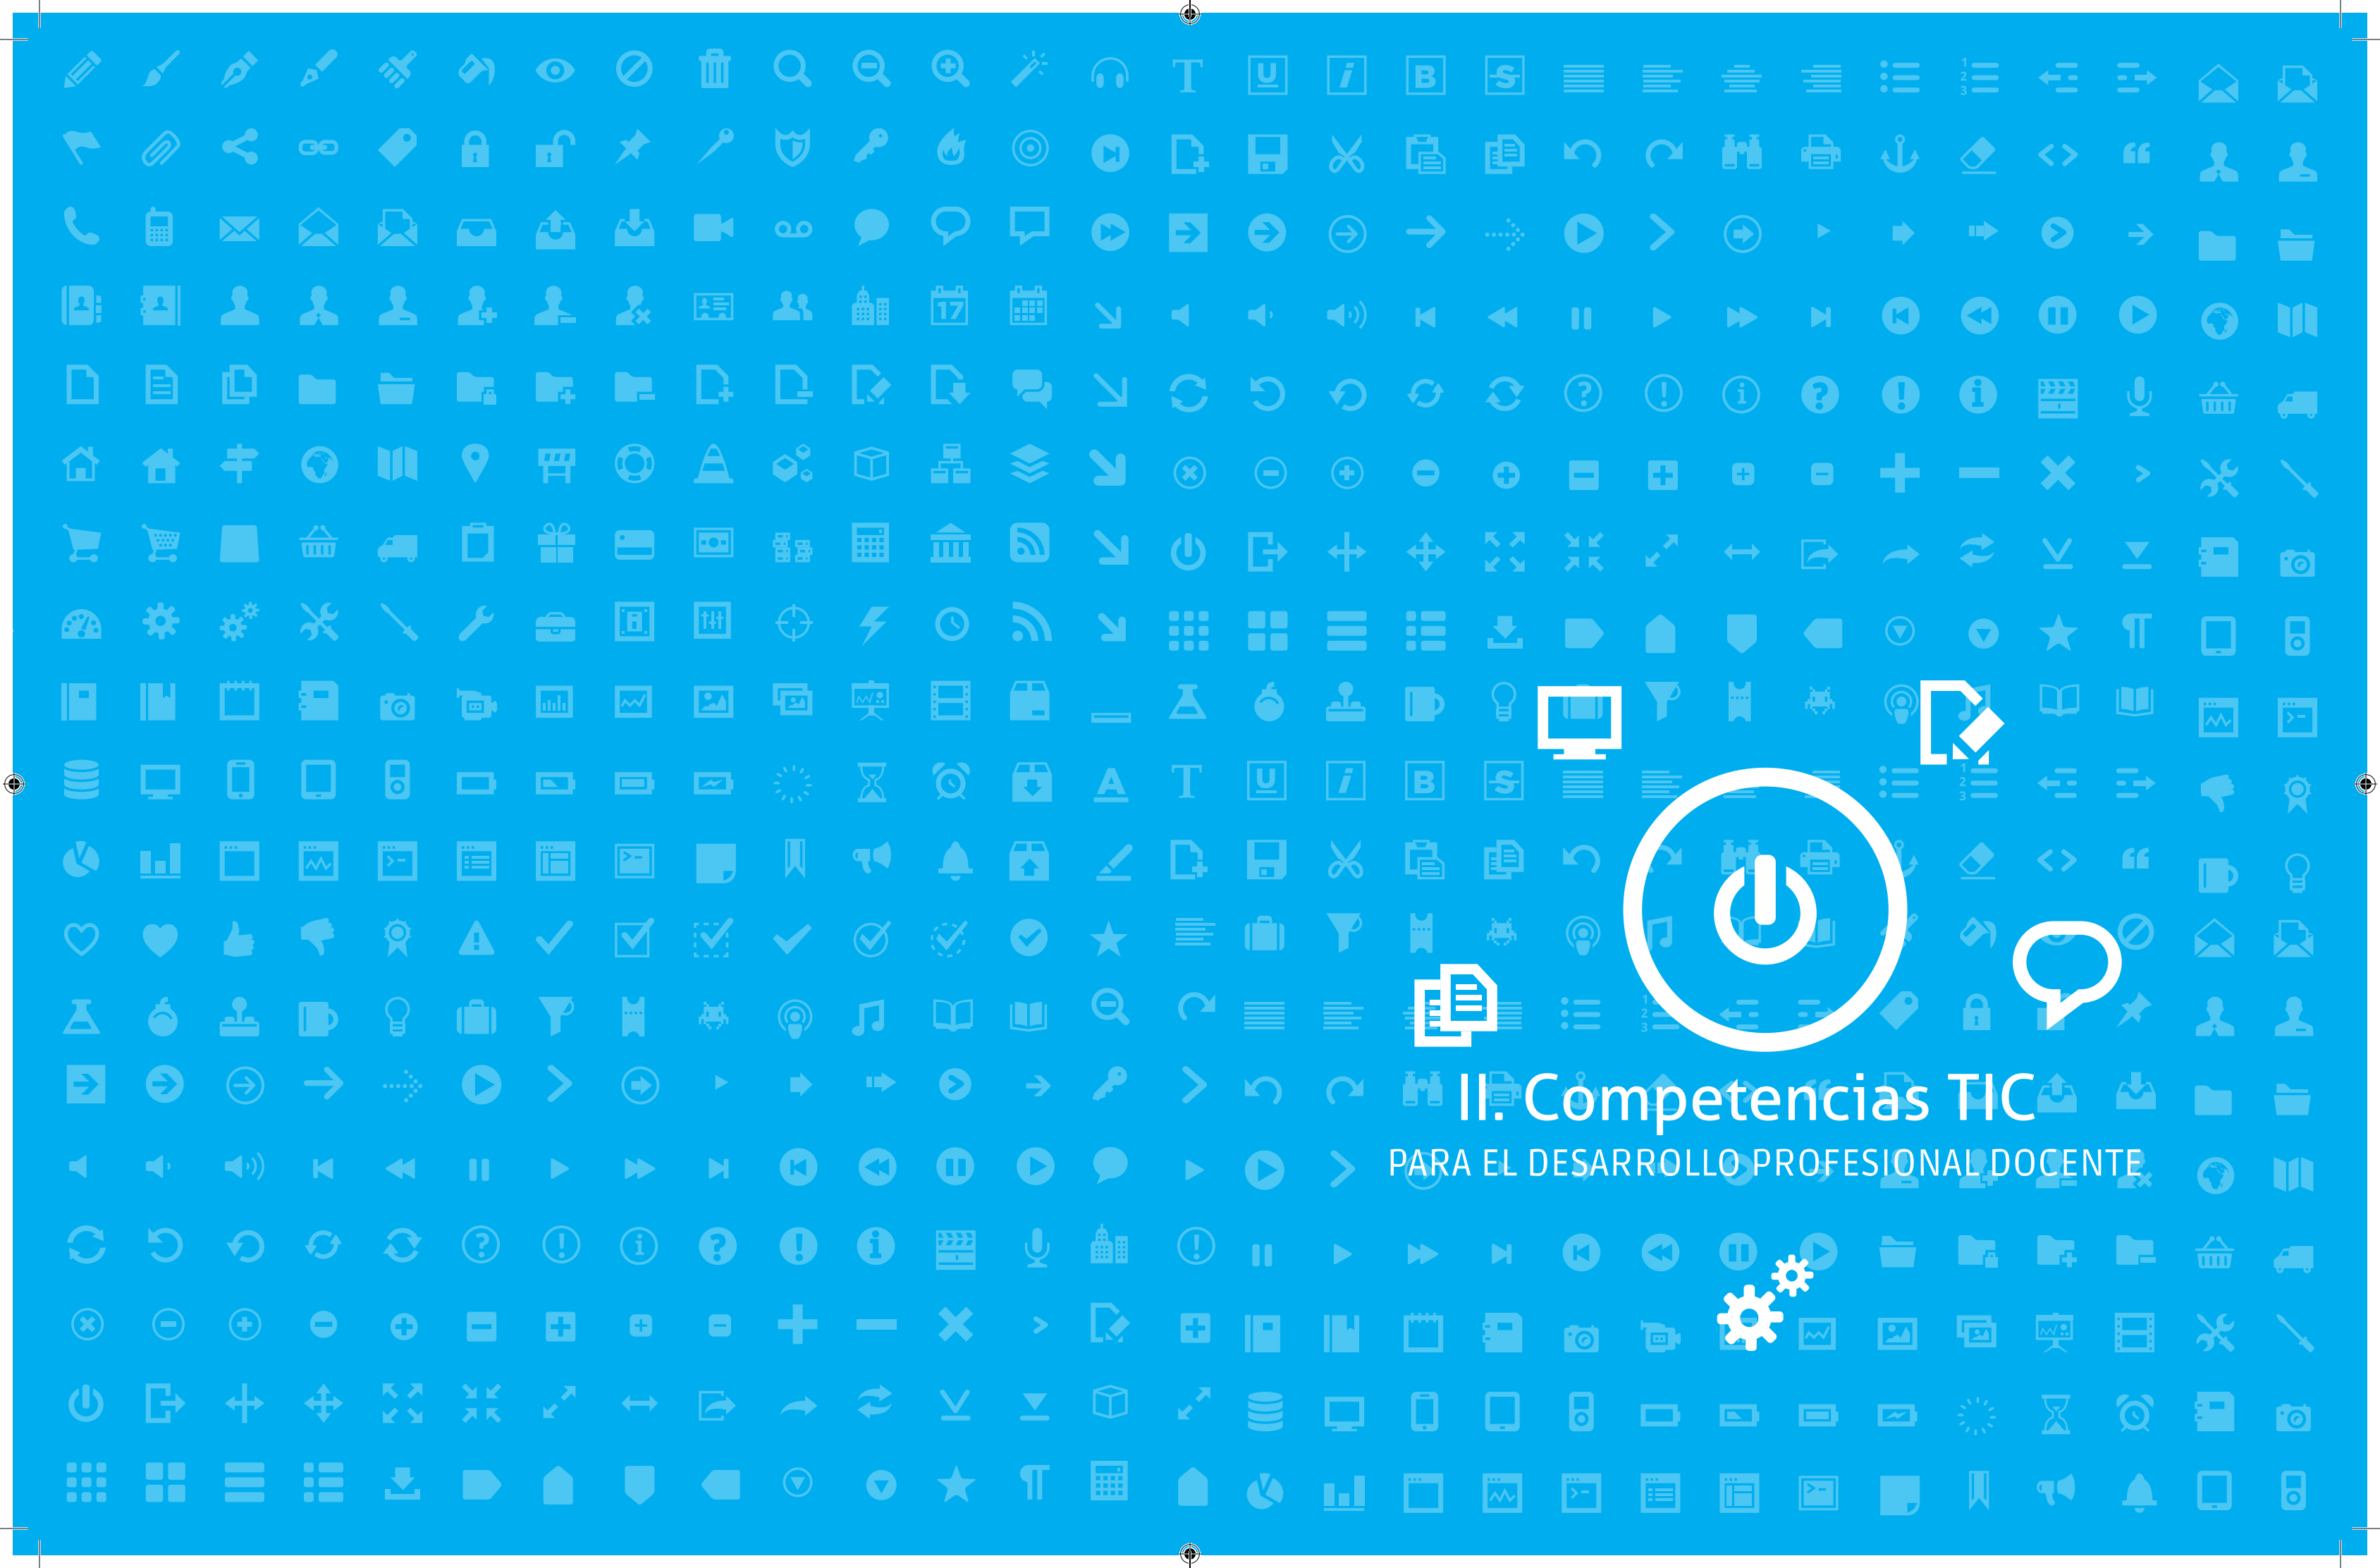 II. Competencias TIC
PARA EL DESARROLLO PROFESIONAL DOCENTE